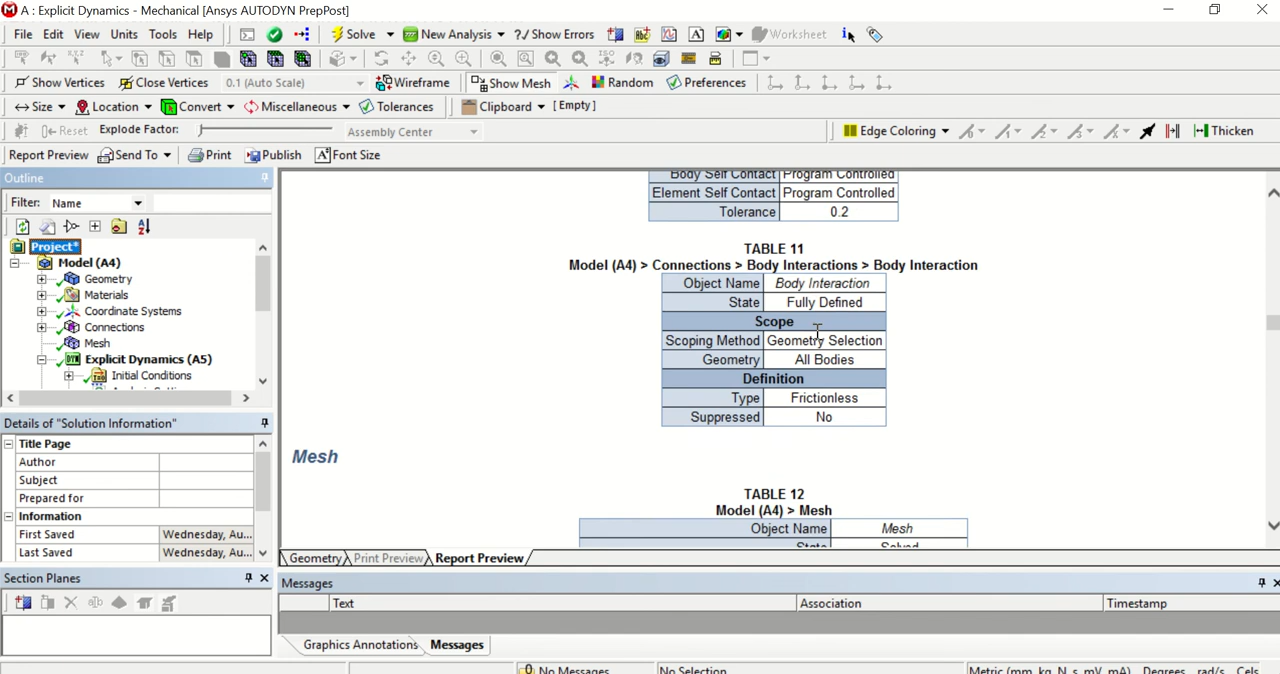 A : Explicit Dynamics - Mechanical [Ansys AUTODYN PrepPost]
File Edit View Units Tools Help Solve New Analysis ?/ Show Errors Worksheet
Show Vertices Close Vertices 0.1 (Auto Scale) Wireframe Show Mesh Random Preferences
Size Location Convert Miscellaneous Tolerances Clipboard [ Empty ]
Reset Explode Factor: Assembly Center Edge Coloring Thicken
Report Preview Send To Print Publish Font Size
Outline
Filter: Name
Project*
Model (A4)
Geometry
Materials
Coordinate Systems
Connections
Mesh
Explicit Dynamics (A5)
Initial Conditions
Details of "Solution Information"
Title Page
Author
Subject
Prepared for
Information
First Saved Wednesday, Au...
Last Saved Wednesday, Au...
Section Planes
Body Self Contact Program Controlled
Element Self Contact Program Controlled
Tolerance 0.2
TABLE 11
Model (A4) > Connections > Body Interactions > Body Interaction
Object Name Body Interaction
State Fully Defined
Scope
Scoping Method Geometry Selection
Geometry All Bodies
Definition
Type Frictionless
Suppressed No
Mesh
TABLE 12
Model (A4) > Mesh
Object Name Mesh
State Solved
Geometry Print Preview Report Preview
Messages
Text Association Timestamp
Graphics Annotations Messages
0 No Messages No Selection Metric (mm, kg, N, s, mV, mA) Degrees rad/s Cels